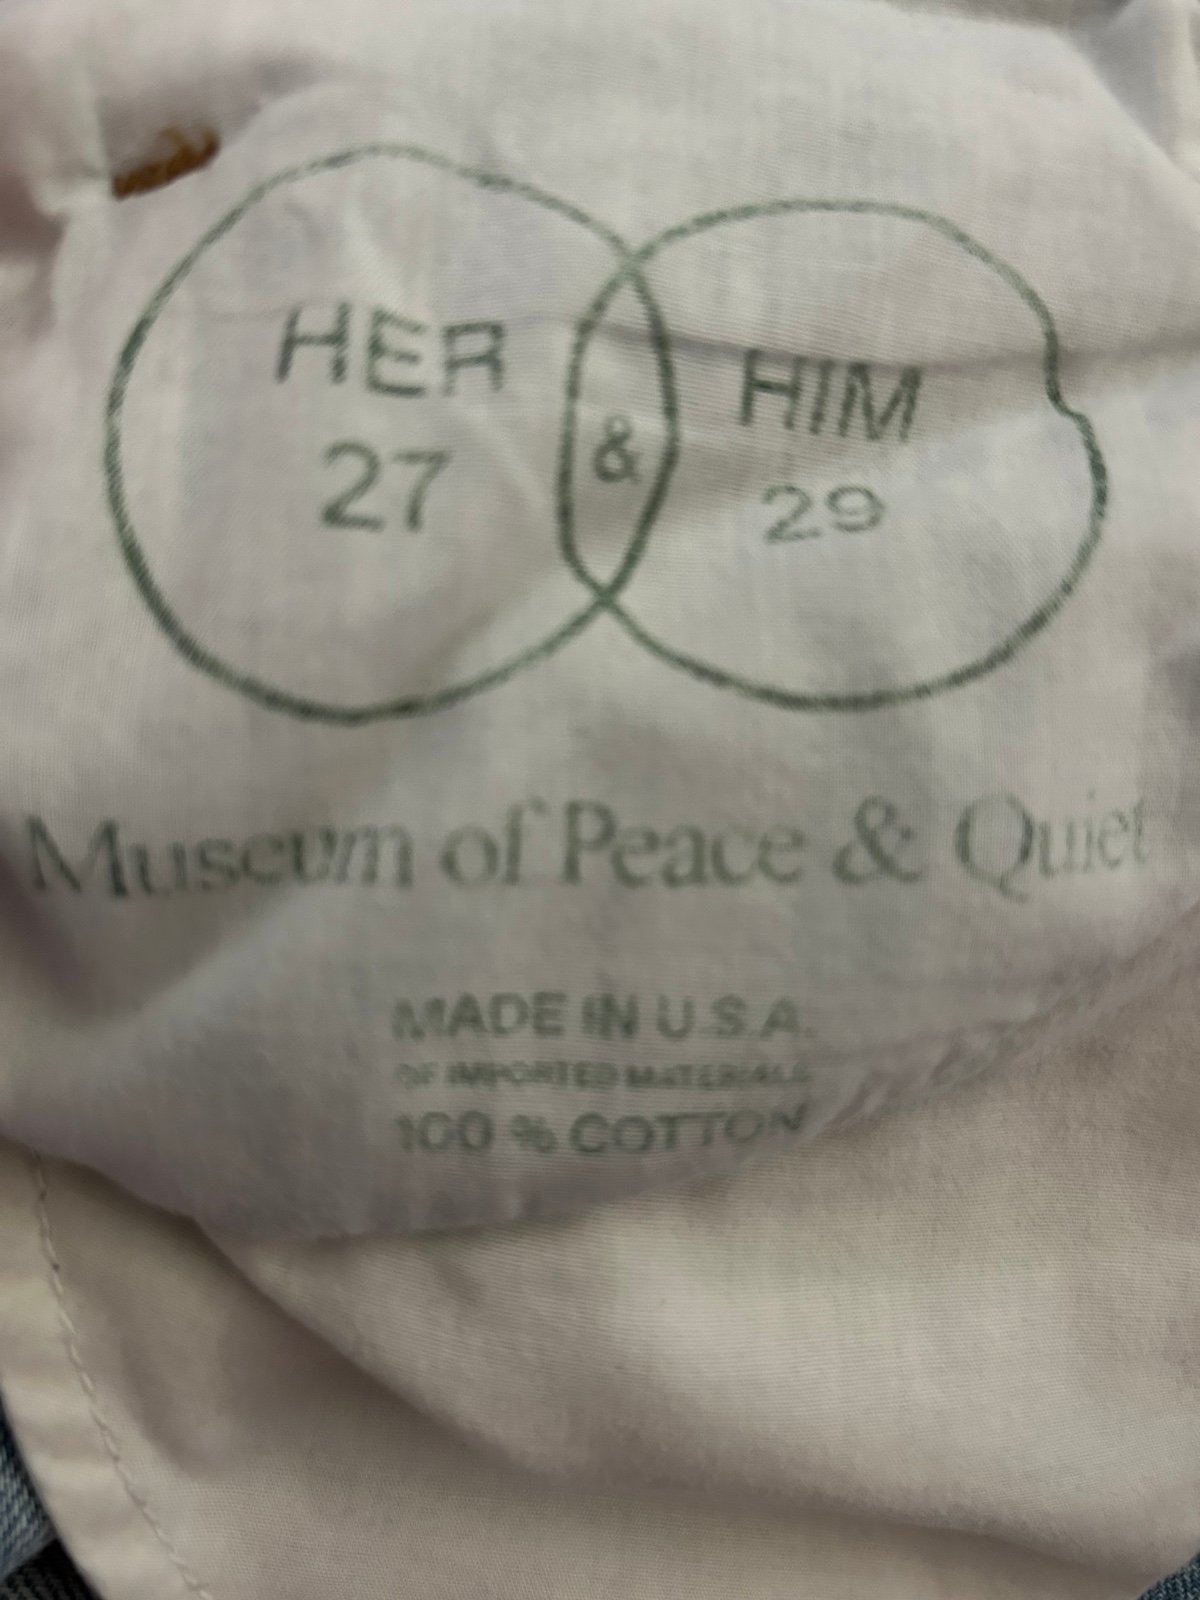 HER & HIM
27 29
Museum of Peace & Quiet
MADE IN U.S.A.
OF IMPORTED MATERIALS
100 % COTTON